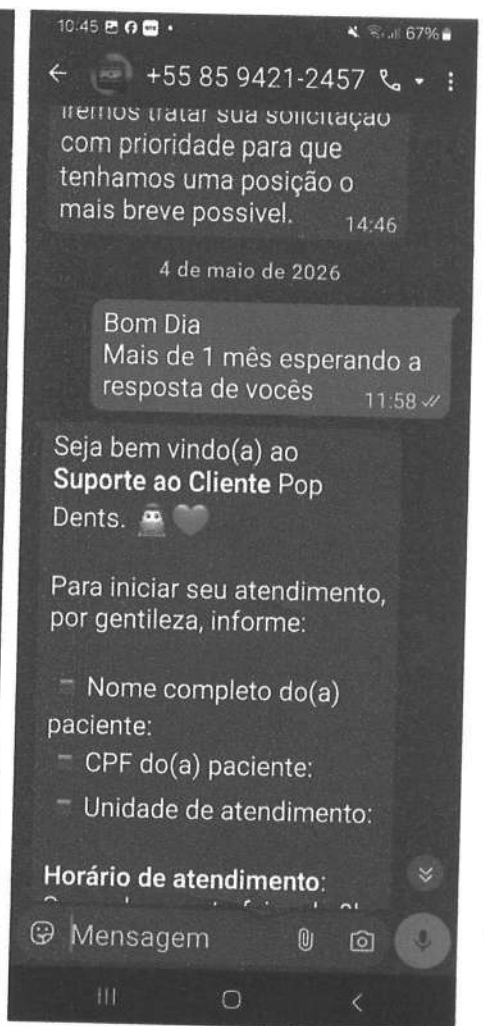 10:45
67%
+55 85 9421-2457
Iremos tratar sua solicitação
com prioridade para que
tenhamos uma posição o
mais breve possivel.
14:46
4 de maio de 2026
Bom Dia
Mais de 1 mês esperando a
resposta de vocês
11:58
Seja bem vindo(a) ao
Suporte ao Cliente Pop
Dents.
Para iniciar seu atendimento,
por gentileza, informe:
Nome completo do(a)
paciente:
CPF do(a) paciente:
Unidade de atendimento:
Horário de atendimento:
Mensagem